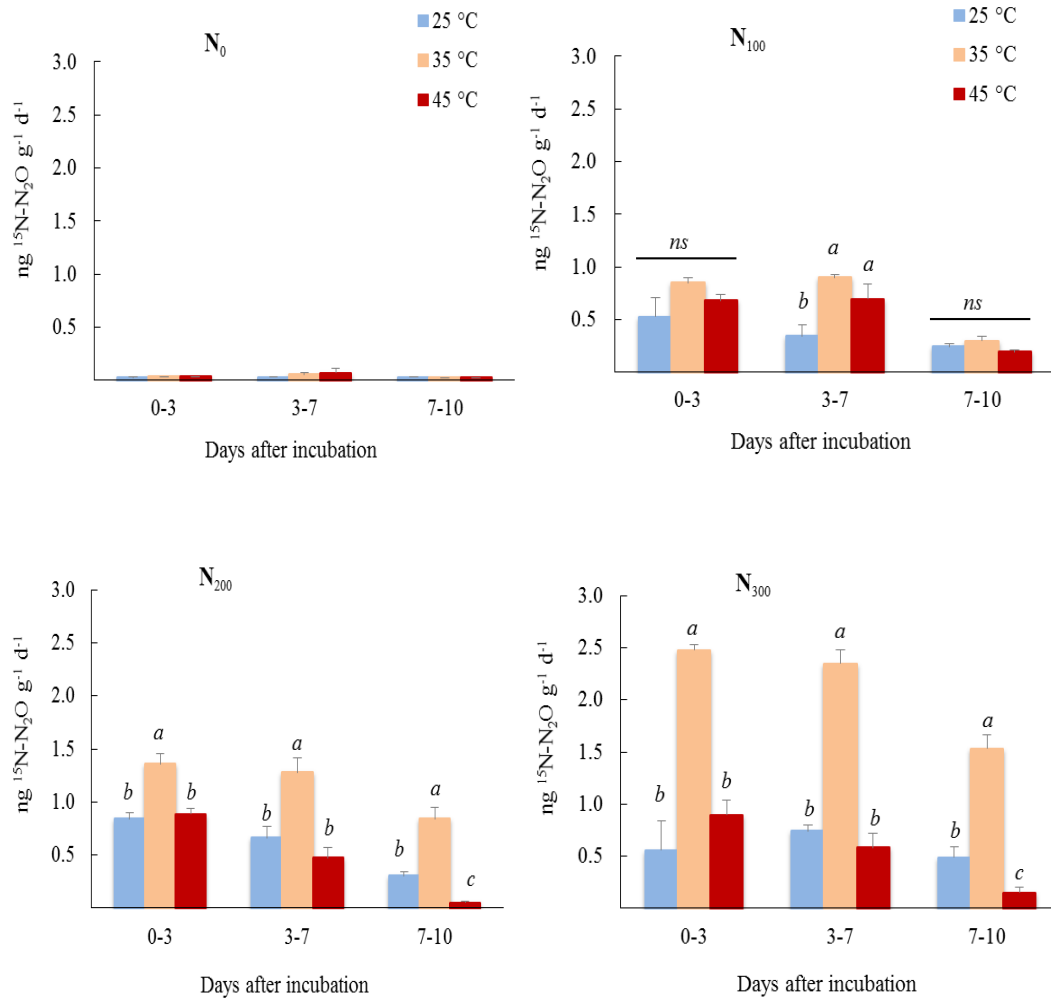 N₀
25 °C
35 °C
45 °C
3.0
2.5
2.0
1.5
1.0
0.5
ng ¹⁵N-N₂O g⁻¹ d⁻¹
0-3 3-7 7-10
Days after incubation
N₁₀₀
25 °C
35 °C
45 °C
3.0
2.5
2.0
1.5
1.0
0.5
ng ¹⁵N-N₂O g⁻¹ d⁻¹
ns
b a a
ns
0-3 3-7 7-10
Days after incubation
N₂₀₀
3.0
2.5
2.0
1.5
1.0
0.5
ng ¹⁵N-N₂O g⁻¹ d⁻¹
b a b
b a b
b a c
0-3 3-7 7-10
Days after incubation
N₃₀₀
3.0
2.5
2.0
1.5
1.0
0.5
ng ¹⁵N-N₂O g⁻¹ d⁻¹
b a b
b a b
b a c
0-3 3-7 7-10
Days after incubation